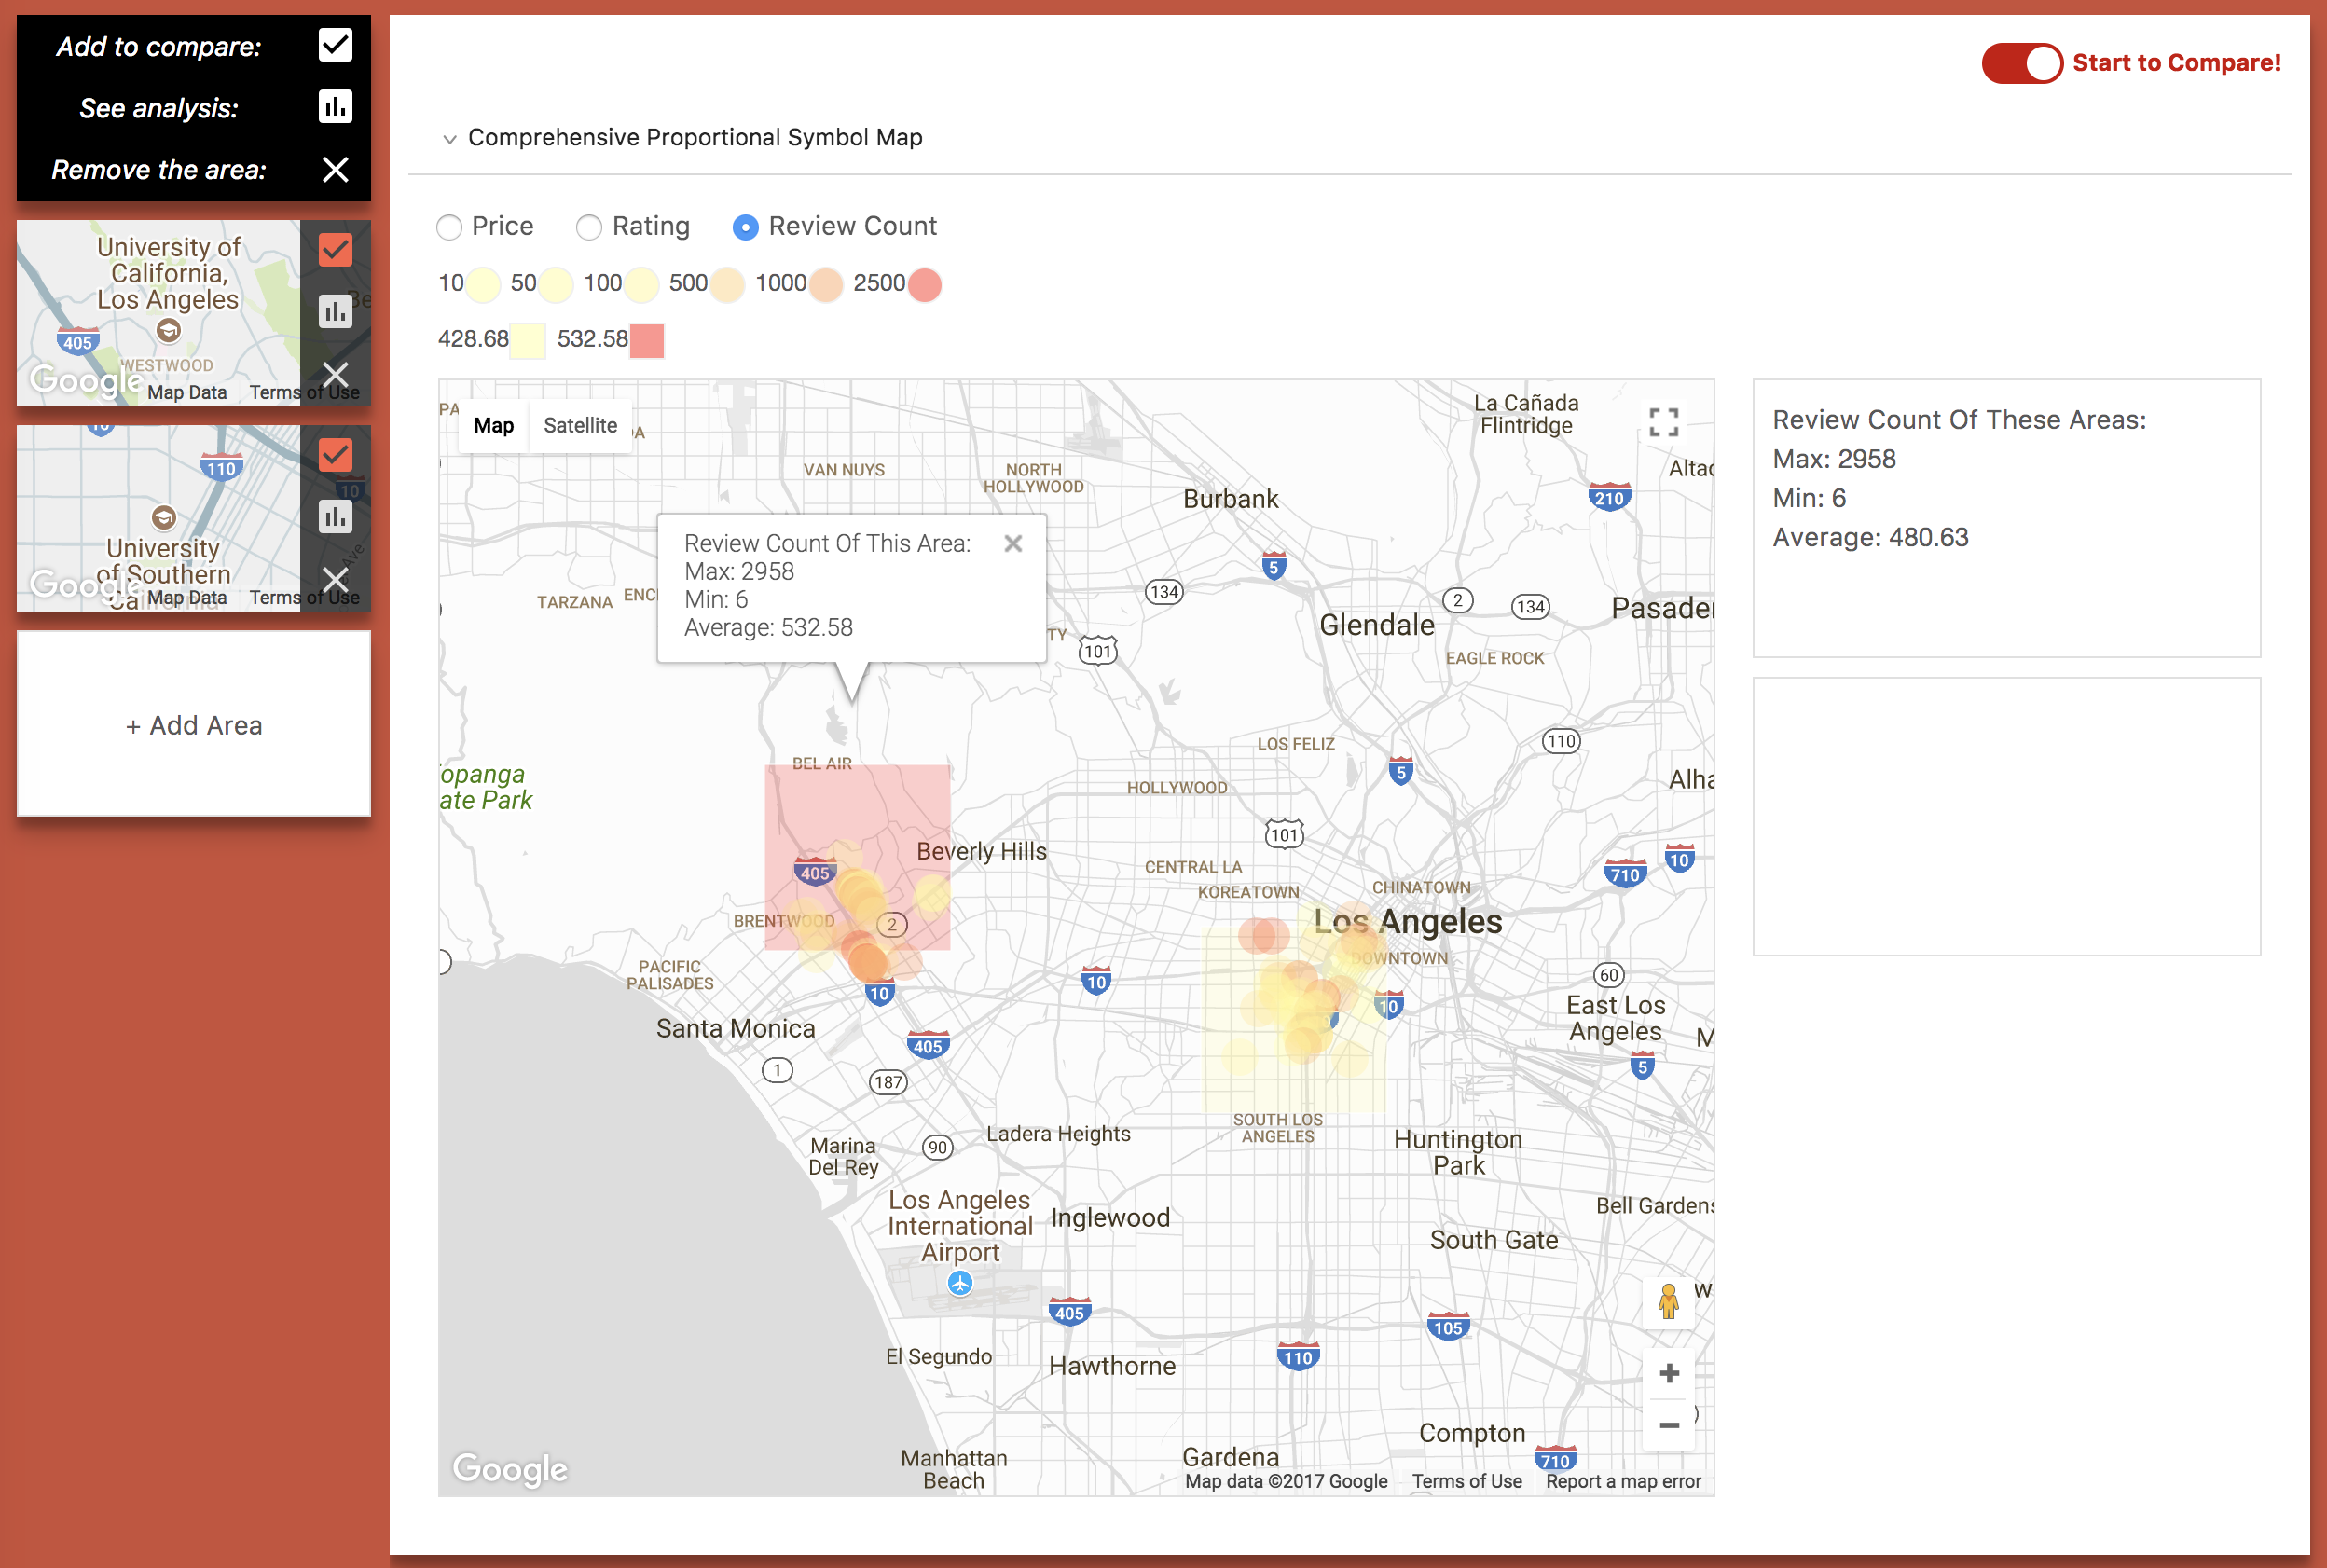 Add to compare:
See analysis:
Remove the area:
University of
California,
Los Angeles
405
WESTWOOD
Google
Map Data
Terms of Use
110
10
University
of Southern
California
Google
Map Data
Terms of Use
+ Add Area
Start to Compare!
Comprehensive Proportional Symbol Map
Price
Rating
Review Count
10 50 100 500 1000 2500
428.68 532.58
Map
Satellite
La Cañada
Flintridge
VAN NUYS
NORTH
HOLLYWOOD
Burbank
210
Review Count Of This Area:
Max: 2958
Min: 6
Average: 532.58
5
134
2
134
TARZANA
Pasade
Glendale
101
EAGLE ROCK
LOS FELIZ
110
BEL AIR
5
opanga
ate Park
HOLLYWOOD
101
Beverly Hills
405
CENTRAL LA
KOREATOWN
CHINATOWN
710
10
BRENTWOOD
2
Los Angeles
DOWNTOWN
PACIFIC
PALISADES
10
10
10
60
East Los
Angeles
Santa Monica
405
5
1
187
SOUTH LOS
ANGELES
Marina
Del Rey
90
Ladera Heights
Huntington
Park
Los Angeles
International
Airport
Inglewood
Bell Gardens
South Gate
405
105
El Segundo
Hawthorne
110
Compton
Manhattan
Beach
Gardena
710
Google
Map data ©2017 Google
Terms of Use
Report a map error
Review Count Of These Areas:
Max: 2958
Min: 6
Average: 480.63